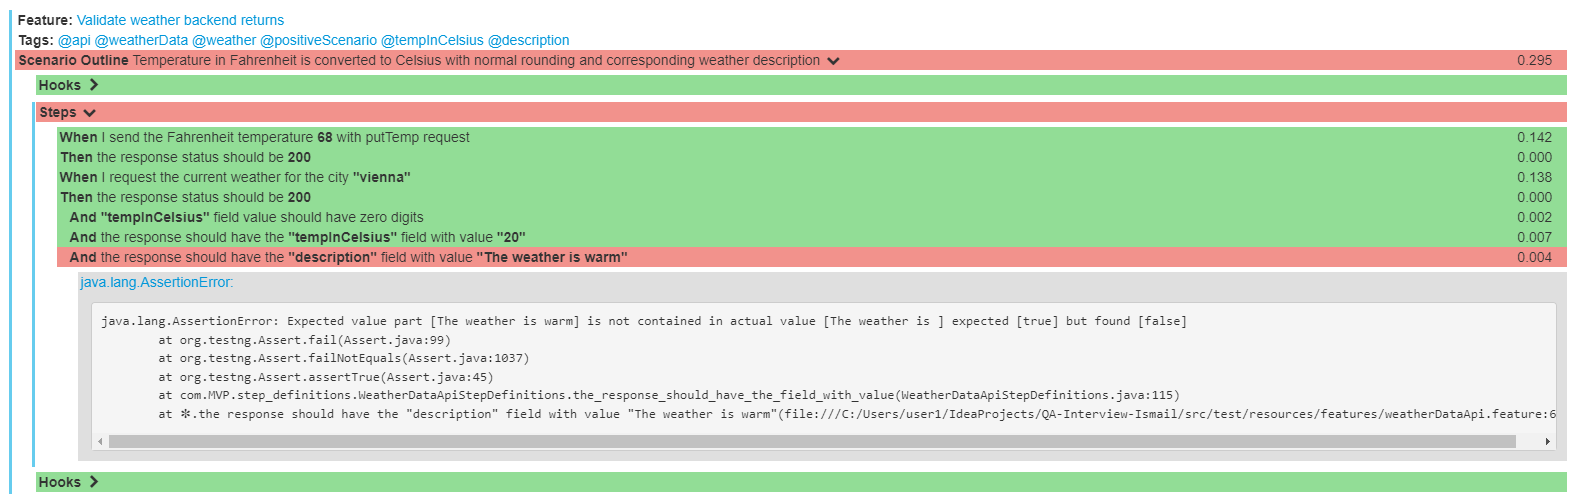 Feature: Validate weather backend returns
Tags: @api @weatherData @weather @positiveScenario @tempInCelsius @description
Scenario Outline Temperature in Fahrenheit is converted to Celsius with normal rounding and corresponding weather description 0.295
Hooks
Steps
When I send the Fahrenheit temperature 68 with putTemp request 0.142
Then the response status should be 200 0.000
When I request the current weather for the city "vienna" 0.138
Then the response status should be 200 0.000
And "tempInCelsius" field value should have zero digits 0.002
And the response should have the "tempInCelsius" field with value "20" 0.007
And the response should have the "description" field with value "The weather is warm" 0.004
java.lang.AssertionError:
java.lang.AssertionError: Expected value part [The weather is warm] is not contained in actual value [The weather is ] expected [true] but found [false]
at org.testng.Assert.fail(Assert.java:99)
at org.testng.Assert.failNotEquals(Assert.java:1037)
at org.testng.Assert.assertTrue(Assert.java:45)
at com.MVP.step_definitions.WeatherDataApiStepDefinitions.the_response_should_have_the_field_with_value(WeatherDataApiStepDefinitions.java:115)
at ✽.the response should have the "description" field with value "The weather is warm"(file:///C:/Users/user1/IdeaProjects/QA-Interview-Ismail/src/test/resources/features/weatherDataApi.feature:6
Hooks